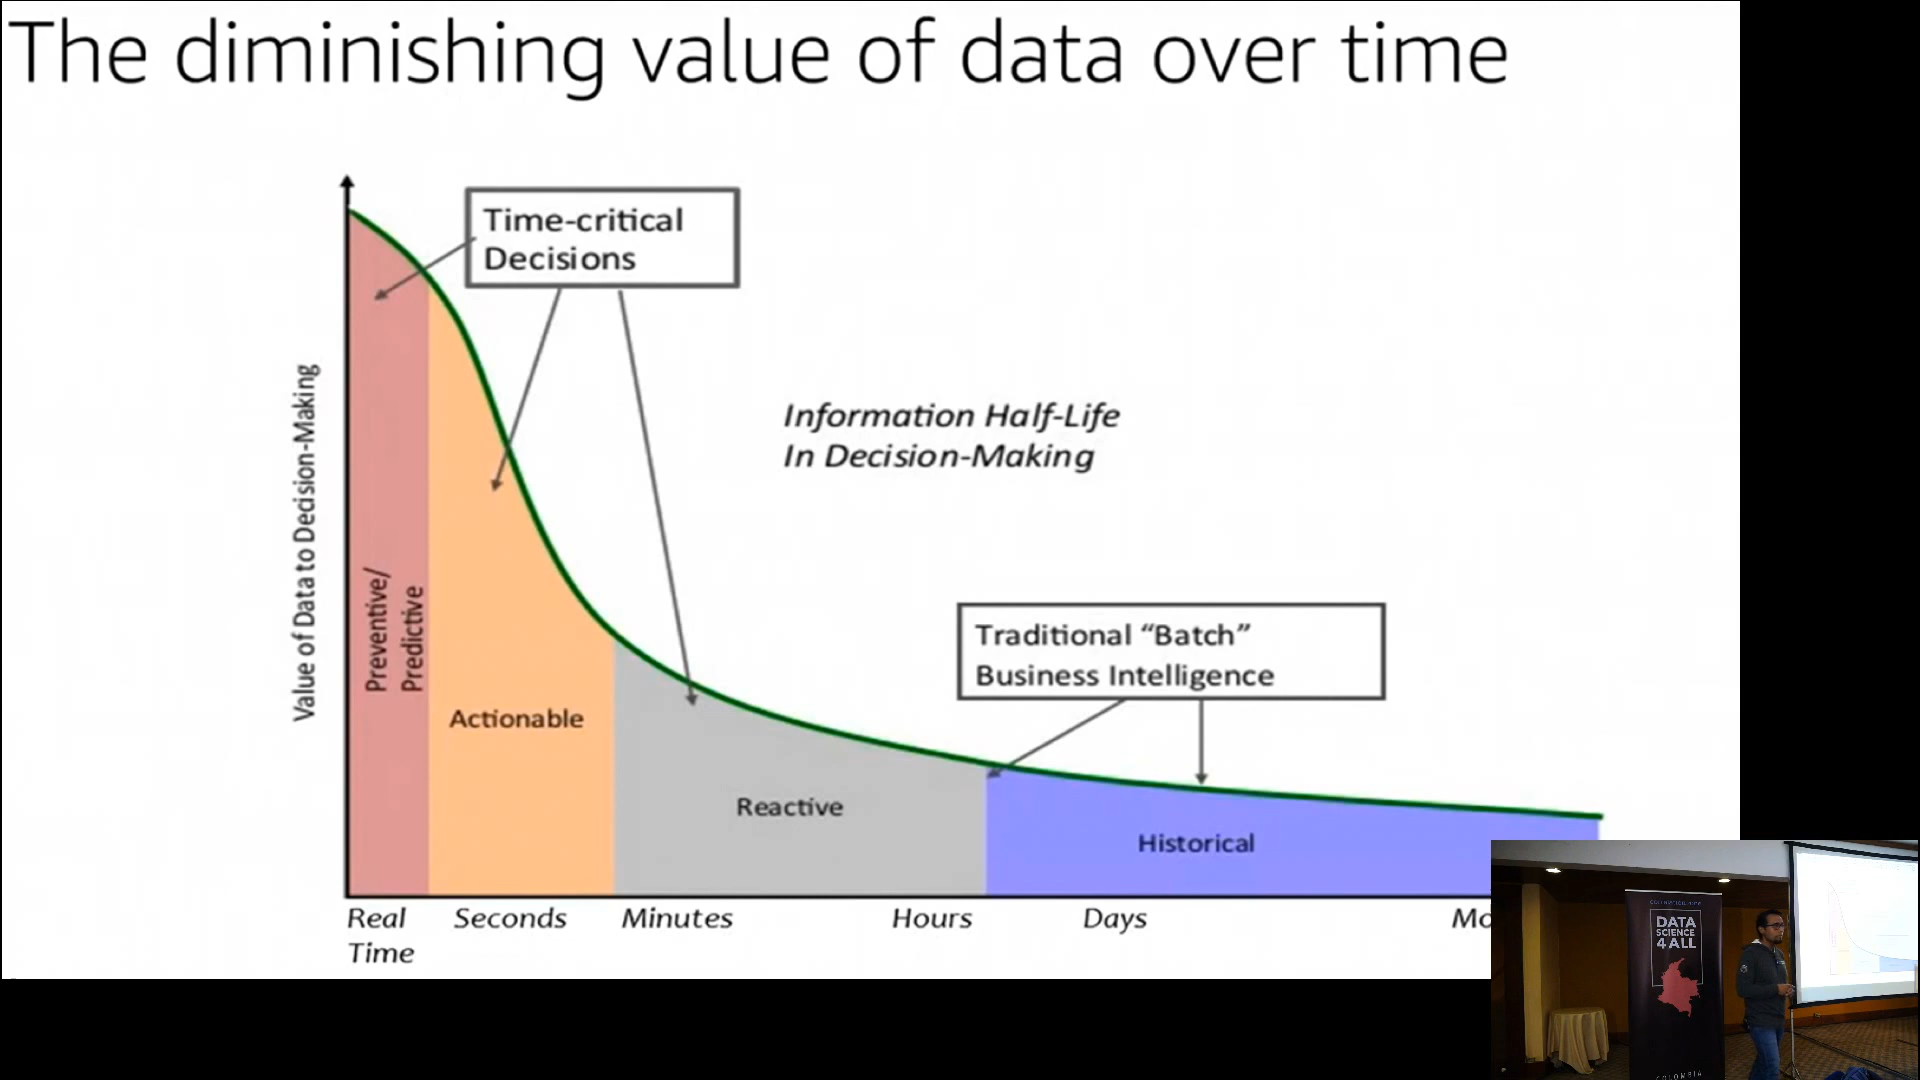 The diminishing value of data over time
Time-critical
Decisions
Information Half-Life
In Decision-Making
Value of Data to Decision-Making
Preventive/
Predictive
Actionable
Reactive
Historical
Traditional “Batch”
Business Intelligence
Real
Time
Seconds
Minutes
Hours
Days
Mo
DATA
SCIENCE
4 ALL
COLOMBIA